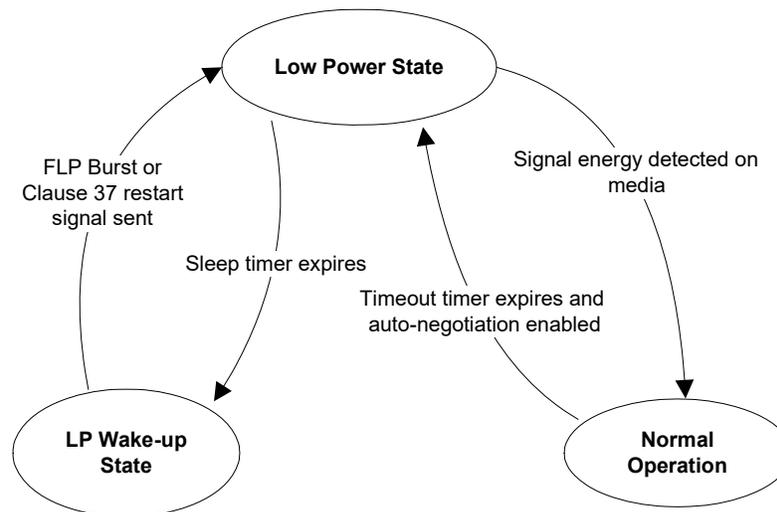 Low Power State
FLP Burst or
Clause 37 restart
signal sent
Signal energy detected on
media
Sleep timer expires
Timeout timer expires and
auto-negotiation enabled
LP Wake-up
State
Normal
Operation